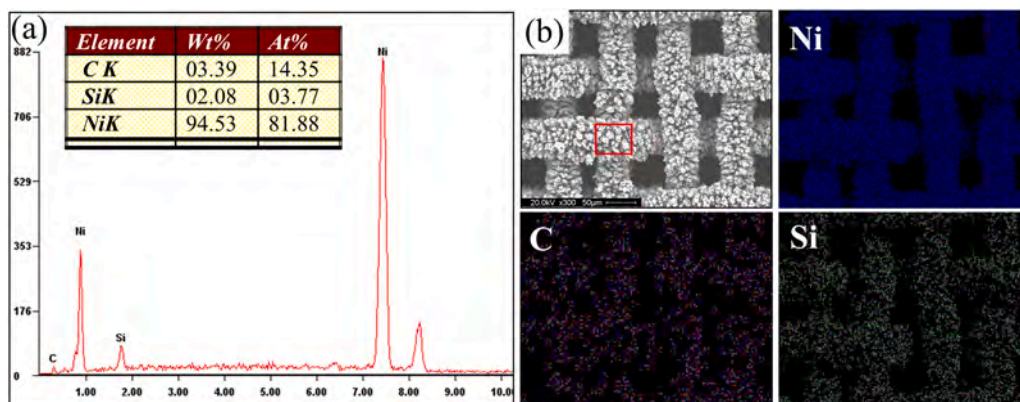 (a)
Element Wt% At%
C K 03.39 14.35
SiK 02.08 03.77
NiK 94.53 81.88
882
706
529
353
176
0
Ni
Ni
Si
C
1.00 2.00 3.00 4.00 5.00 6.00 7.00 8.00 9.00 10.0
(b)
20.0kV x300 50µm
Ni
C
Si